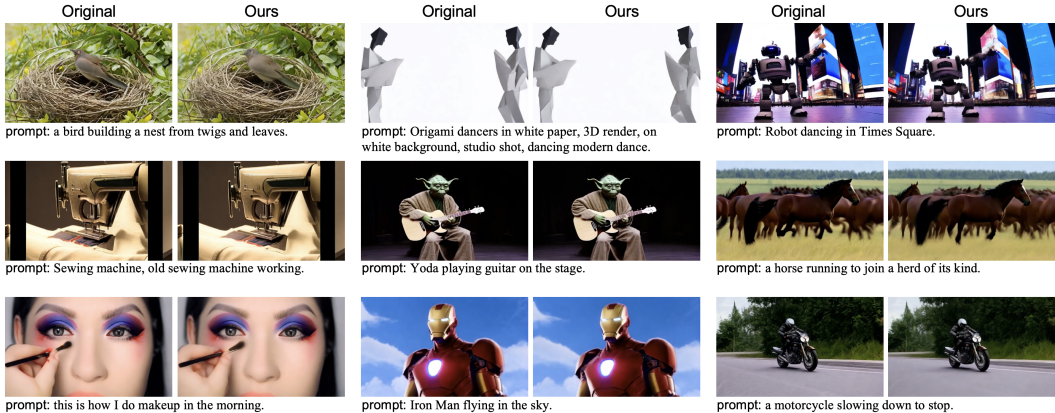 Original
Ours
Original
Ours
Original
Ours
prompt: a bird building a nest from twigs and leaves.
prompt: Origami dancers in white paper, 3D render, on
white background, studio shot, dancing modern dance.
prompt: Robot dancing in Times Square.
prompt: Sewing machine, old sewing machine working.
prompt: Yoda playing guitar on the stage.
prompt: a horse running to join a herd of its kind.
prompt: this is how I do makeup in the morning.
prompt: Iron Man flying in the sky.
prompt: a motorcycle slowing down to stop.